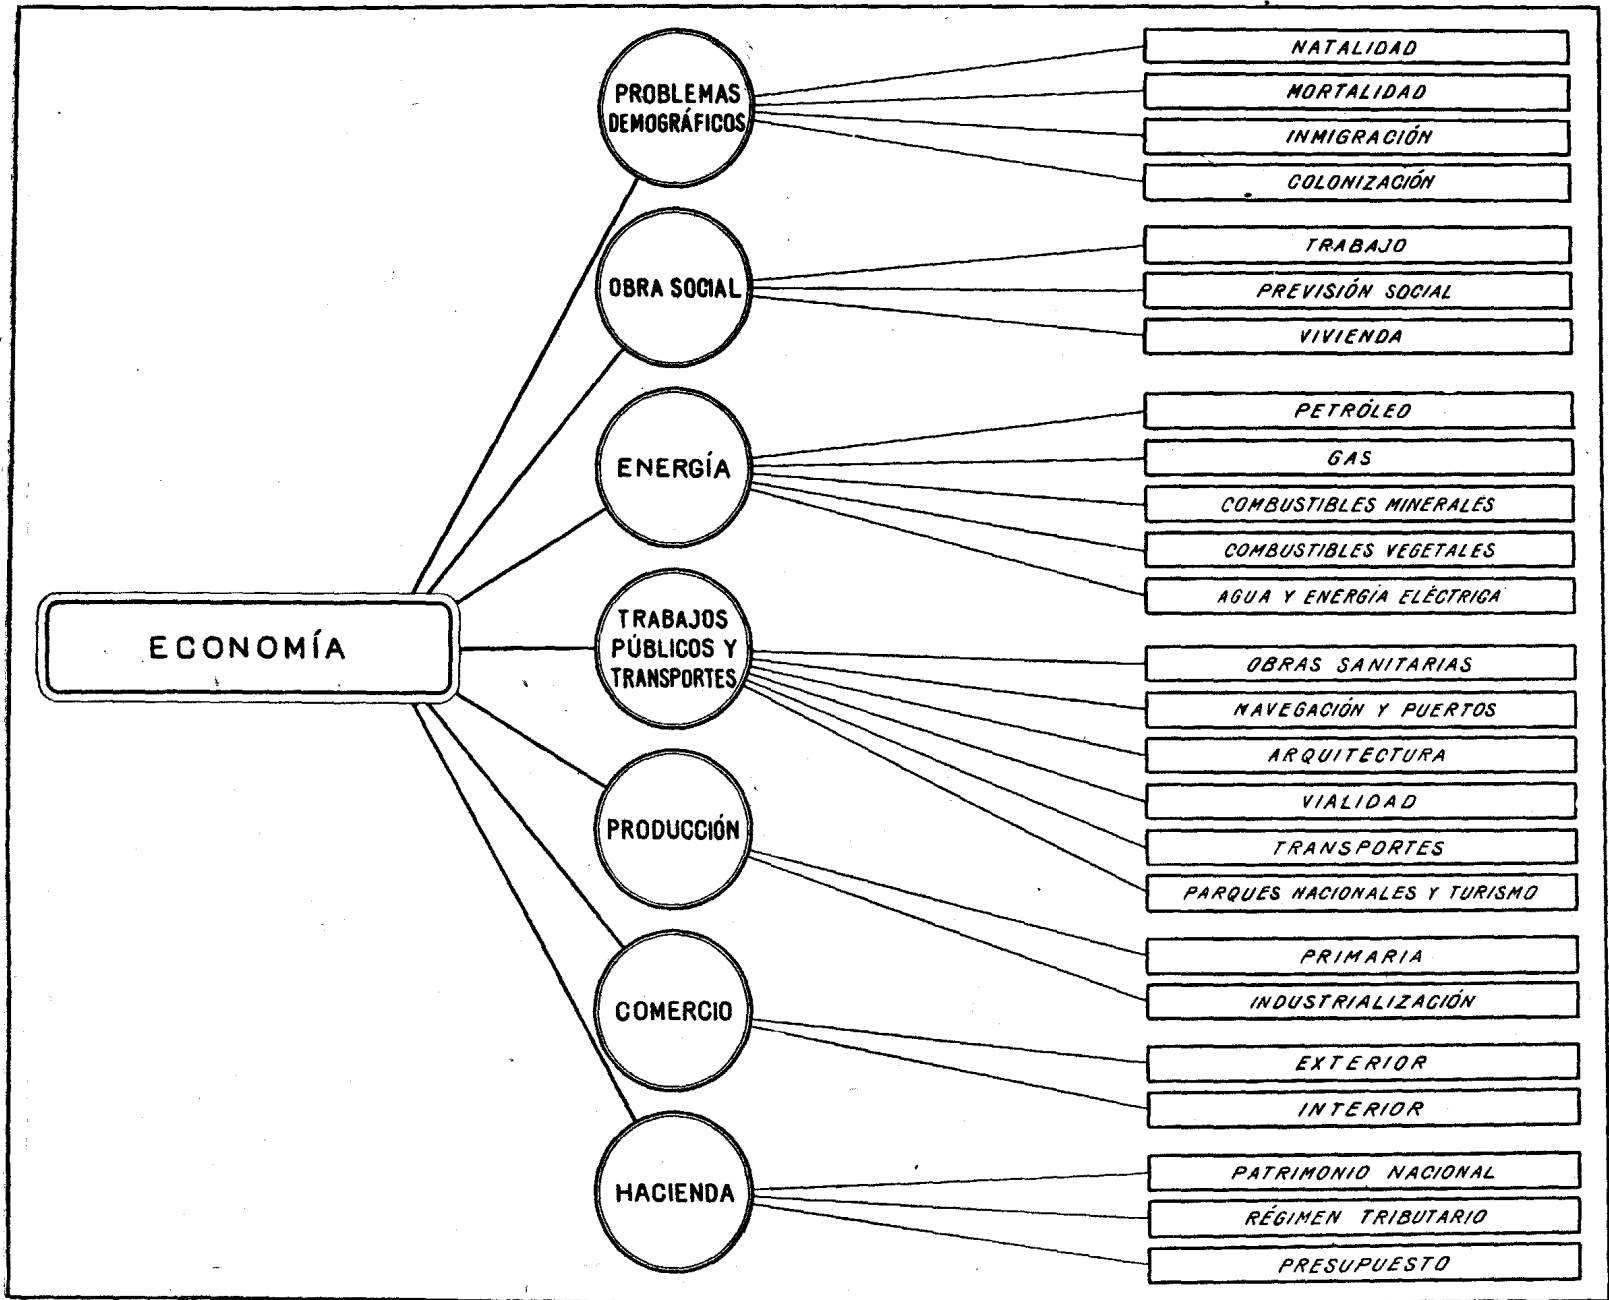 ECONOMÍA
PROBLEMAS
DEMOGRÁFICOS
NATALIDAD
MORTALIDAD
INMIGRACIÓN
COLONIZACIÓN
OBRA SOCIAL
TRABAJO
PREVISIÓN SOCIAL
VIVIENDA
ENERGÍA
PETRÓLEO
GAS
COMBUSTIBLES MINERALES
COMBUSTIBLES VEGETALES
AGUA Y ENERGÍA ELÉCTRICA
TRABAJOS
PÚBLICOS Y
TRANSPORTES
OBRAS SANITARIAS
NAVEGACIÓN Y PUERTOS
ARQUITECTURA
VIALIDAD
TRANSPORTES
PARQUES NACIONALES Y TURISMO
PRODUCCIÓN
PRIMARIA
INDUSTRIALIZACIÓN
COMERCIO
EXTERIOR
INTERIOR
HACIENDA
PATRIMONIO NACIONAL
RÉGIMEN TRIBUTARIO
PRESUPUESTO